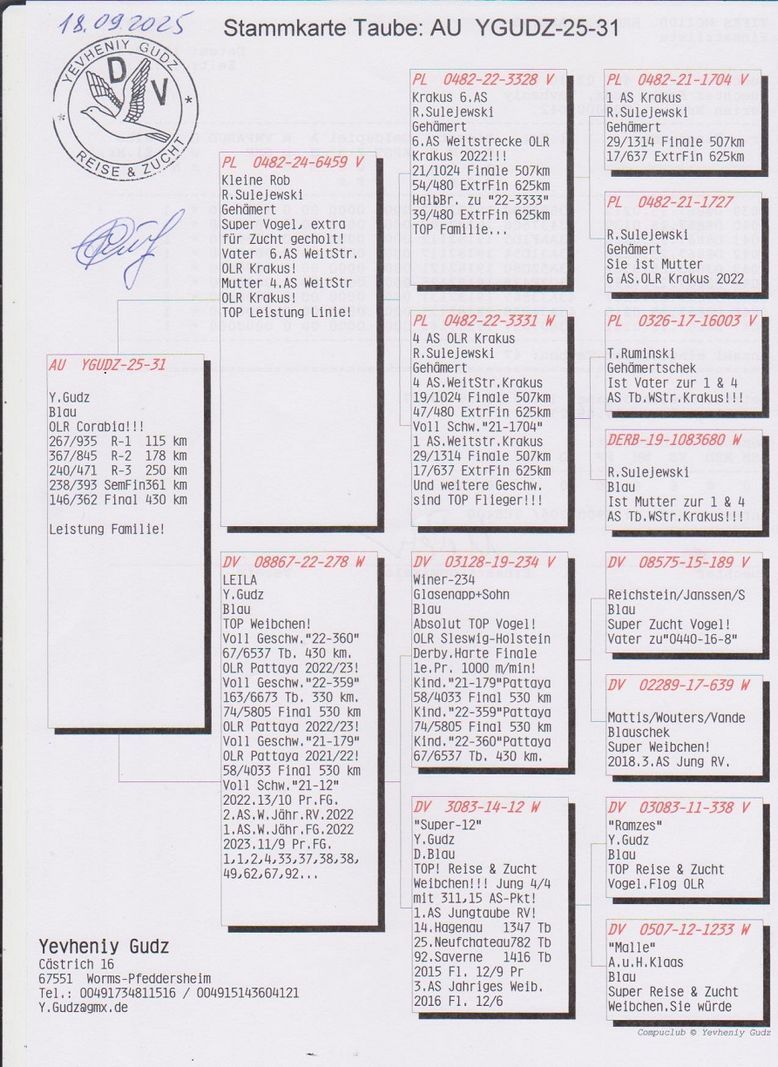 18.09.2025
Stammkarte Taube: AU YGUDZ-25-31
YEVHENIY GUDZ
D V
* *
REISE & ZUCHT
AU YGUDZ-25-31
Y.Gudz
Blau
OLR Corabia!!!
267/935 R-1 115 km
367/845 R-2 178 km
240/471 R-3 250 km
238/393 SemFin361 km
146/362 Final 430 km
Leistung Familie!
PL 0482-24-6459 V
Kleine Rob
R.Sulejewski
Gehämert
Super Vogel, extra
für Zucht gecholt!
Vater 6.AS WeitStr.
OLR Krakus!
Mutter 4.AS WeitStr
OLR Krakus!
TOP Leistung Linie!
DV 08867-22-278 W
LEILA
Y.Gudz
Blau
TOP Weibchen!
Voll Geschw."22-360"
67/6537 Tb. 430 km.
OLR Pattaya 2022/23!
Voll Geschw."22-359"
163/6673 Tb. 330 km.
74/5805 Final 530 km
OLR Pattaya 2022/23!
Voll Geschw."21-179"
OLR Pattaya 2021/22!
58/4033 Final 530 km
Voll Schw."21-12"
2022.13/10 Pr.FG.
2.AS.W.Jähr.RV.2022
1.AS.W.Jähr.FG.2022
2023.11/9 Pr.FG.
1,1,2,4,33,37,38,38,
49,62,67,92...
PL 0482-22-3328 V
Krakus 6.AS
R.Sulejewski
Gehämert
6.AS Weitstrecke OLR
Krakus 2022!!!
21/1024 Finale 507km
54/480 ExtrFin 625km
HalbBr. zu "22-3333"
39/480 ExtrFin 625km
TOP Familie...
PL 0482-22-3331 W
4 AS OLR Krakus
R.Sulejewski
Gehämert
4 AS.WeitStr.Krakus
19/1024 Finale 507km
47/480 ExtrFin 625km
Voll Schw."21-1704"
1 AS.Weitstr.Krakus
29/1314 Finale 507km
17/637 ExtrFin 625km
Und weitere Geschw.
sind TOP Flieger!!!
DV 03128-19-234 V
Winer-234
Glasenapp+Sohn
Blau
Absolut TOP Vogel!
OLR Sleswig-Holstein
Derby.Harte Finale
1e.Pr. 1000 m/min!
Kind."21-179"Pattaya
58/4033 Final 530 km
Kind."22-359"Pattaya
74/5805 Final 530 km
Kind."22-360"Pattaya
67/6537 Tb. 430 km.
DV 3083-14-12 W
"Super-12"
Y.Gudz
D.Blau
TOP! Reise & Zucht
Weibchen!!! Jung 4/4
mit 311,15 AS-Pkt!
1.AS Jungtaube RV!
14.Hagenau 1347 Tb
25.Neufchateau782 Tb
92.Saverne 1416 Tb
2015 Fl. 12/9 Pr
3.AS Jahriges Weib.
2016 Fl. 12/6
PL 0482-21-1704 V
1 AS Krakus
R.Sulejewski
Gehämert
29/1314 Finale 507km
17/637 ExtrFin 625km
PL 0482-21-1727
R.Sulejewski
Gehämert
Sie ist Mutter
6 AS.OLR Krakus 2022
PL 0326-17-16003 V
T.Ruminski
Gehämertschek
Ist Vater zur 1 & 4
AS Tb.WStr.Krakus!!!
DERB-19-1083680 W
R.Sulejewski
Blau
Ist Mutter zur 1 & 4
AS Tb.WStr.Krakus!!!
DV 08575-15-189 V
Reichstein/Janssen/S
Blau
Super Zucht Vogel!
Vater zu"0440-16-8"
DV 02289-17-639 W
Mattis/Wouters/Vande
Blauschek
Super Weibchen!
2018.3.AS Jung RV.
DV 03083-11-338 V
"Ramzes"
Y.Gudz
Blau
TOP Reise & Zucht
Vogel.Flog OLR
DV 0507-12-1233 W
"Malle"
A.u.H.Klaas
Blau
Super Reise & Zucht
Weibchen.Sie würde
Yevheniy Gudz
Cästrich 16
67551 Worms-Pfeddersheim
Tel.: 00491734811516 / 004915143604121
Y.Gudz@gmx.de
Compuclub © Yevheniy Gudz